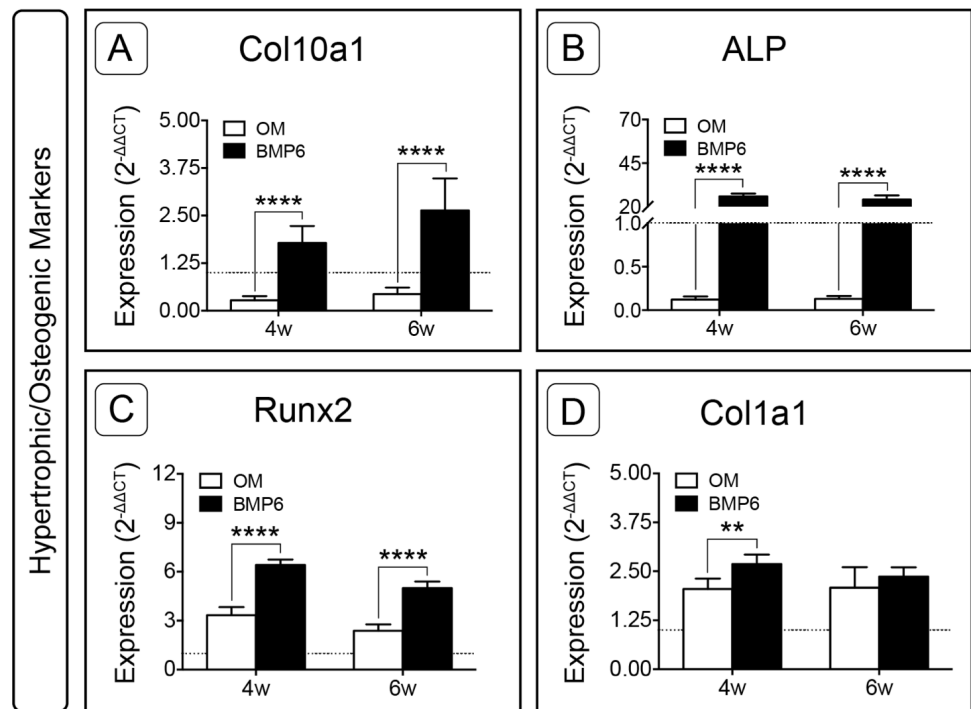 Hypertrophic/Osteogenic Markers
A
Col10a1
Expression (2^-ΔΔCT)
5.00
3.75
2.50
1.25
0.00
OM
BMP6
****
****
4w
6w
B
ALP
Expression (2^-ΔΔCT)
70
45
20
1.0
0.5
1.0
OM
BMP6
****
****
4w
6w
C
Runx2
Expression (2^-ΔΔCT)
12
9
6
3
0
OM
BMP6
****
****
4w
6w
D
Col1a1
Expression (2^-ΔΔCT)
5.00
3.75
2.50
1.25
0.00
OM
BMP6
**
4w
6w